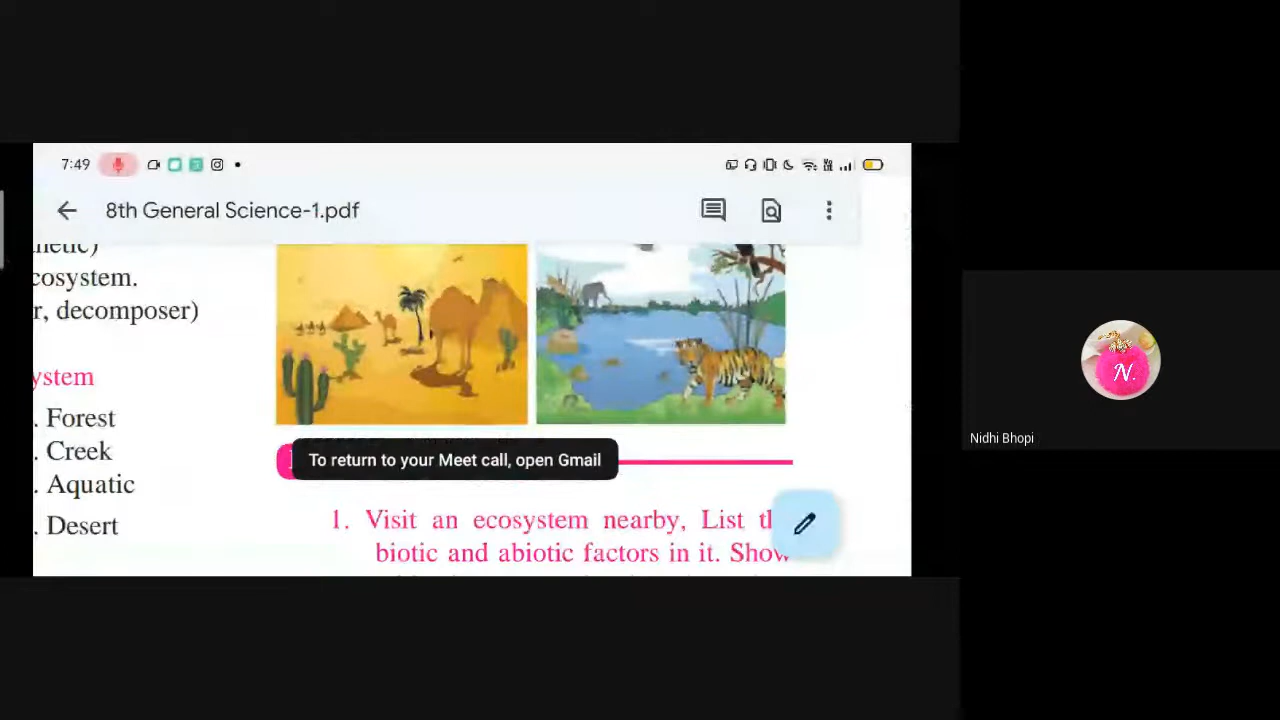 7:49
8th General Science-1.pdf
cosystem.
r, decomposer)
ystem
. Forest
. Creek
. Aquatic
. Desert
To return to your Meet call, open Gmail
1. Visit an ecosystem nearby, List th
biotic and abiotic factors in it. Show
N.
Nidhi Bhopi